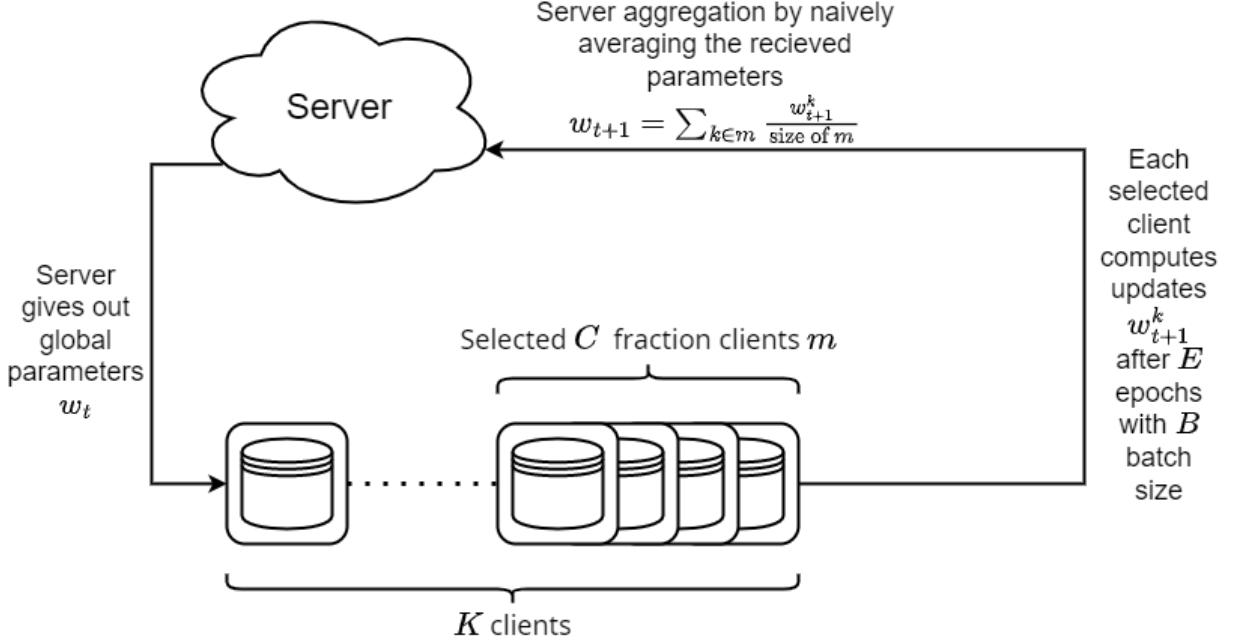 Server aggregation by naively
averaging the recieved
parameters
$w_{t+1} = \sum_{k \in m} \frac{w_{t+1}^k}{\text{size of } m}$
Server
Each
selected
client
computes
updates
$w_{t+1}^k$
after $E$
epochs
with $B$
batch
size
Server
gives out
global
parameters
$w_t$
Selected $C$ fraction clients $m$
$K$ clients